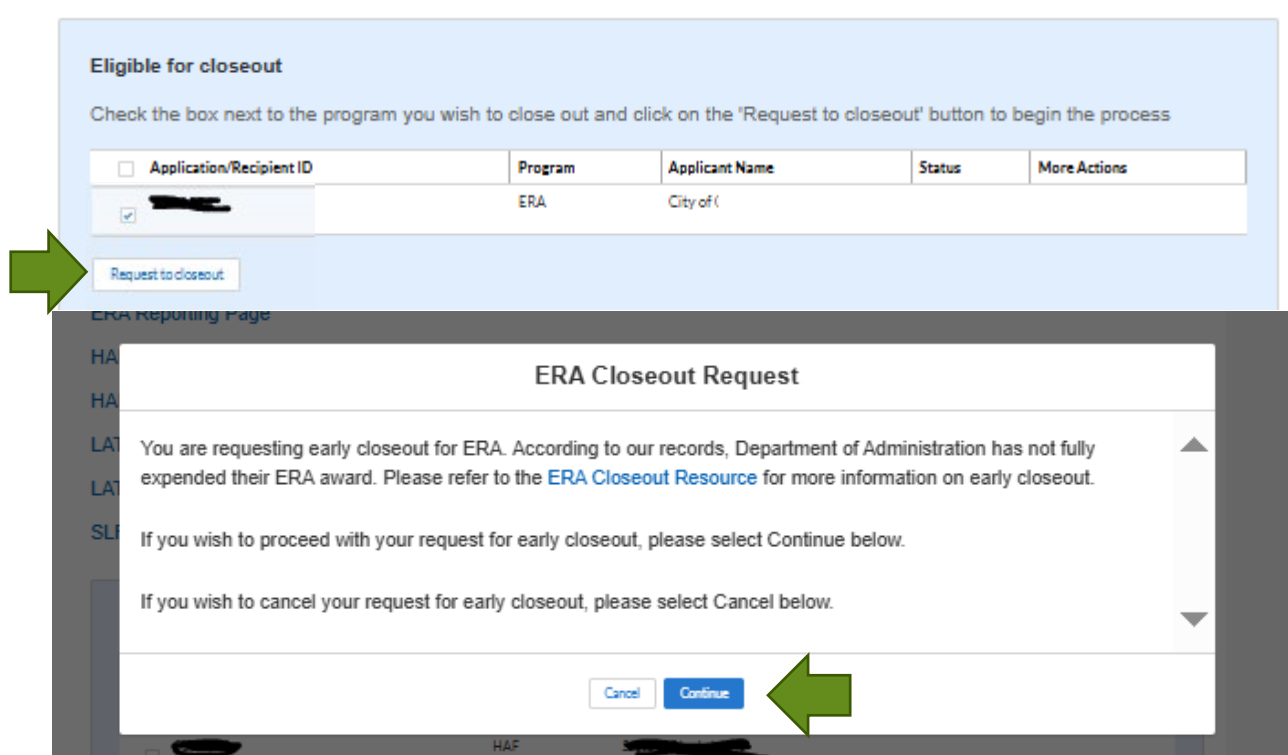 Eligible for closeout
Check the box next to the program you wish to close out and click on the 'Request to closeout' button to begin the process
Application/Recipient ID Program Applicant Name Status More Actions
ERA City of (
Request to closeout
ERA Reporting Page
HA
HA
LAT
LAT
SLF
ERA Closeout Request
You are requesting early closeout for ERA. According to our records, Department of Administration has not fully
expended their ERA award. Please refer to the ERA Closeout Resource for more information on early closeout.
If you wish to proceed with your request for early closeout, please select Continue below.
If you wish to cancel your request for early closeout, please select Cancel below.
Cancel Continue
HAF